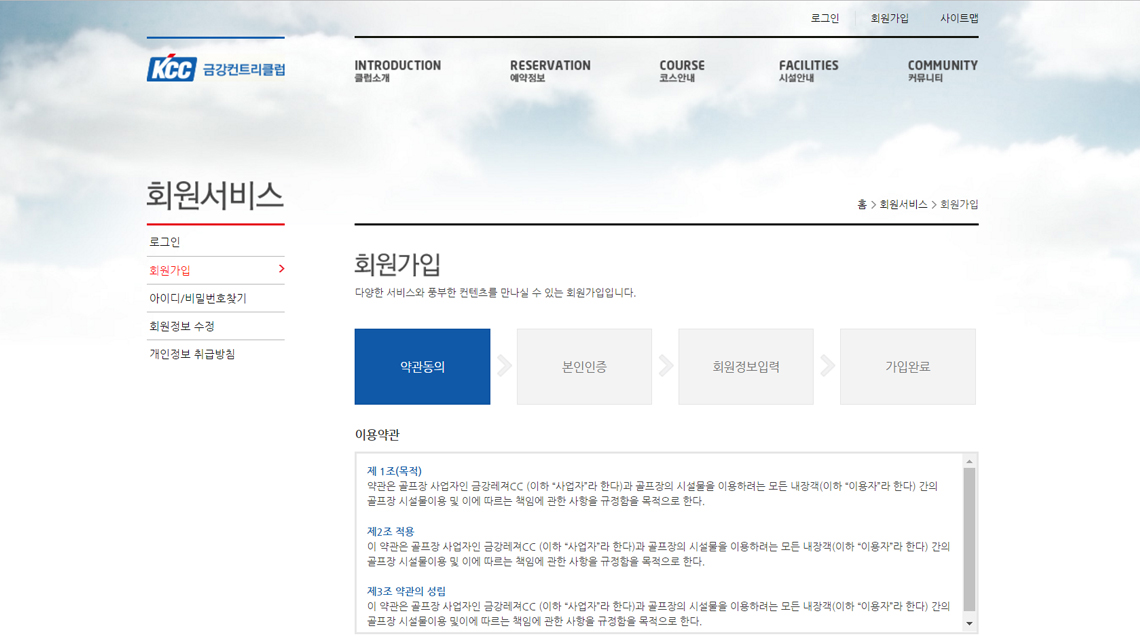 로그인 회원가입 사이트맵
KCC 금강컨트리클럽
INTRODUCTION RESERVATION COURSE FACILITIES COMMUNITY
클럽소개 예약정보 코스안내 시설안내 커뮤니티
회원서비스
홈 > 회원서비스 > 회원가입
로그인
회원가입
아이디/비밀번호찾기
회원정보 수정
개인정보 취급방침
회원가입
다양한 서비스와 풍부한 컨텐츠를 만나실 수 있는 회원가입입니다.
약관동의 본인인증 회원정보입력 가입완료
이용약관
제 1조(목적)
약관은 골프장 사업자인 금강레져CC (이하 “사업자”라 한다)과 골프장의 시설물을 이용하려는 모든 내장객(이하 “이용자”라 한다) 간의
골프장 시설물이용 및 이에 따르는 책임에 관한 사항을 규정함을 목적으로 한다.
제2조 적용
이 약관은 골프장 사업자인 금강레져CC (이하 “사업자”라 한다)과 골프장의 시설물을 이용하려는 모든 내장객(이하 “이용자”라 한다) 간의
골프장 시설물이용 및 이에 따르는 책임에 관한 사항을 규정함을 목적으로 한다.
제3조 약관의 성립
이 약관은 골프장 사업자인 금강레져CC (이하 “사업자”라 한다)과 골프장의 시설물을 이용하려는 모든 내장객(이하 “이용자”라 한다) 간의
골프장 시설물이용 및이에 따르는 책임에 관한 사항을 규정함을 목적으로 한다.